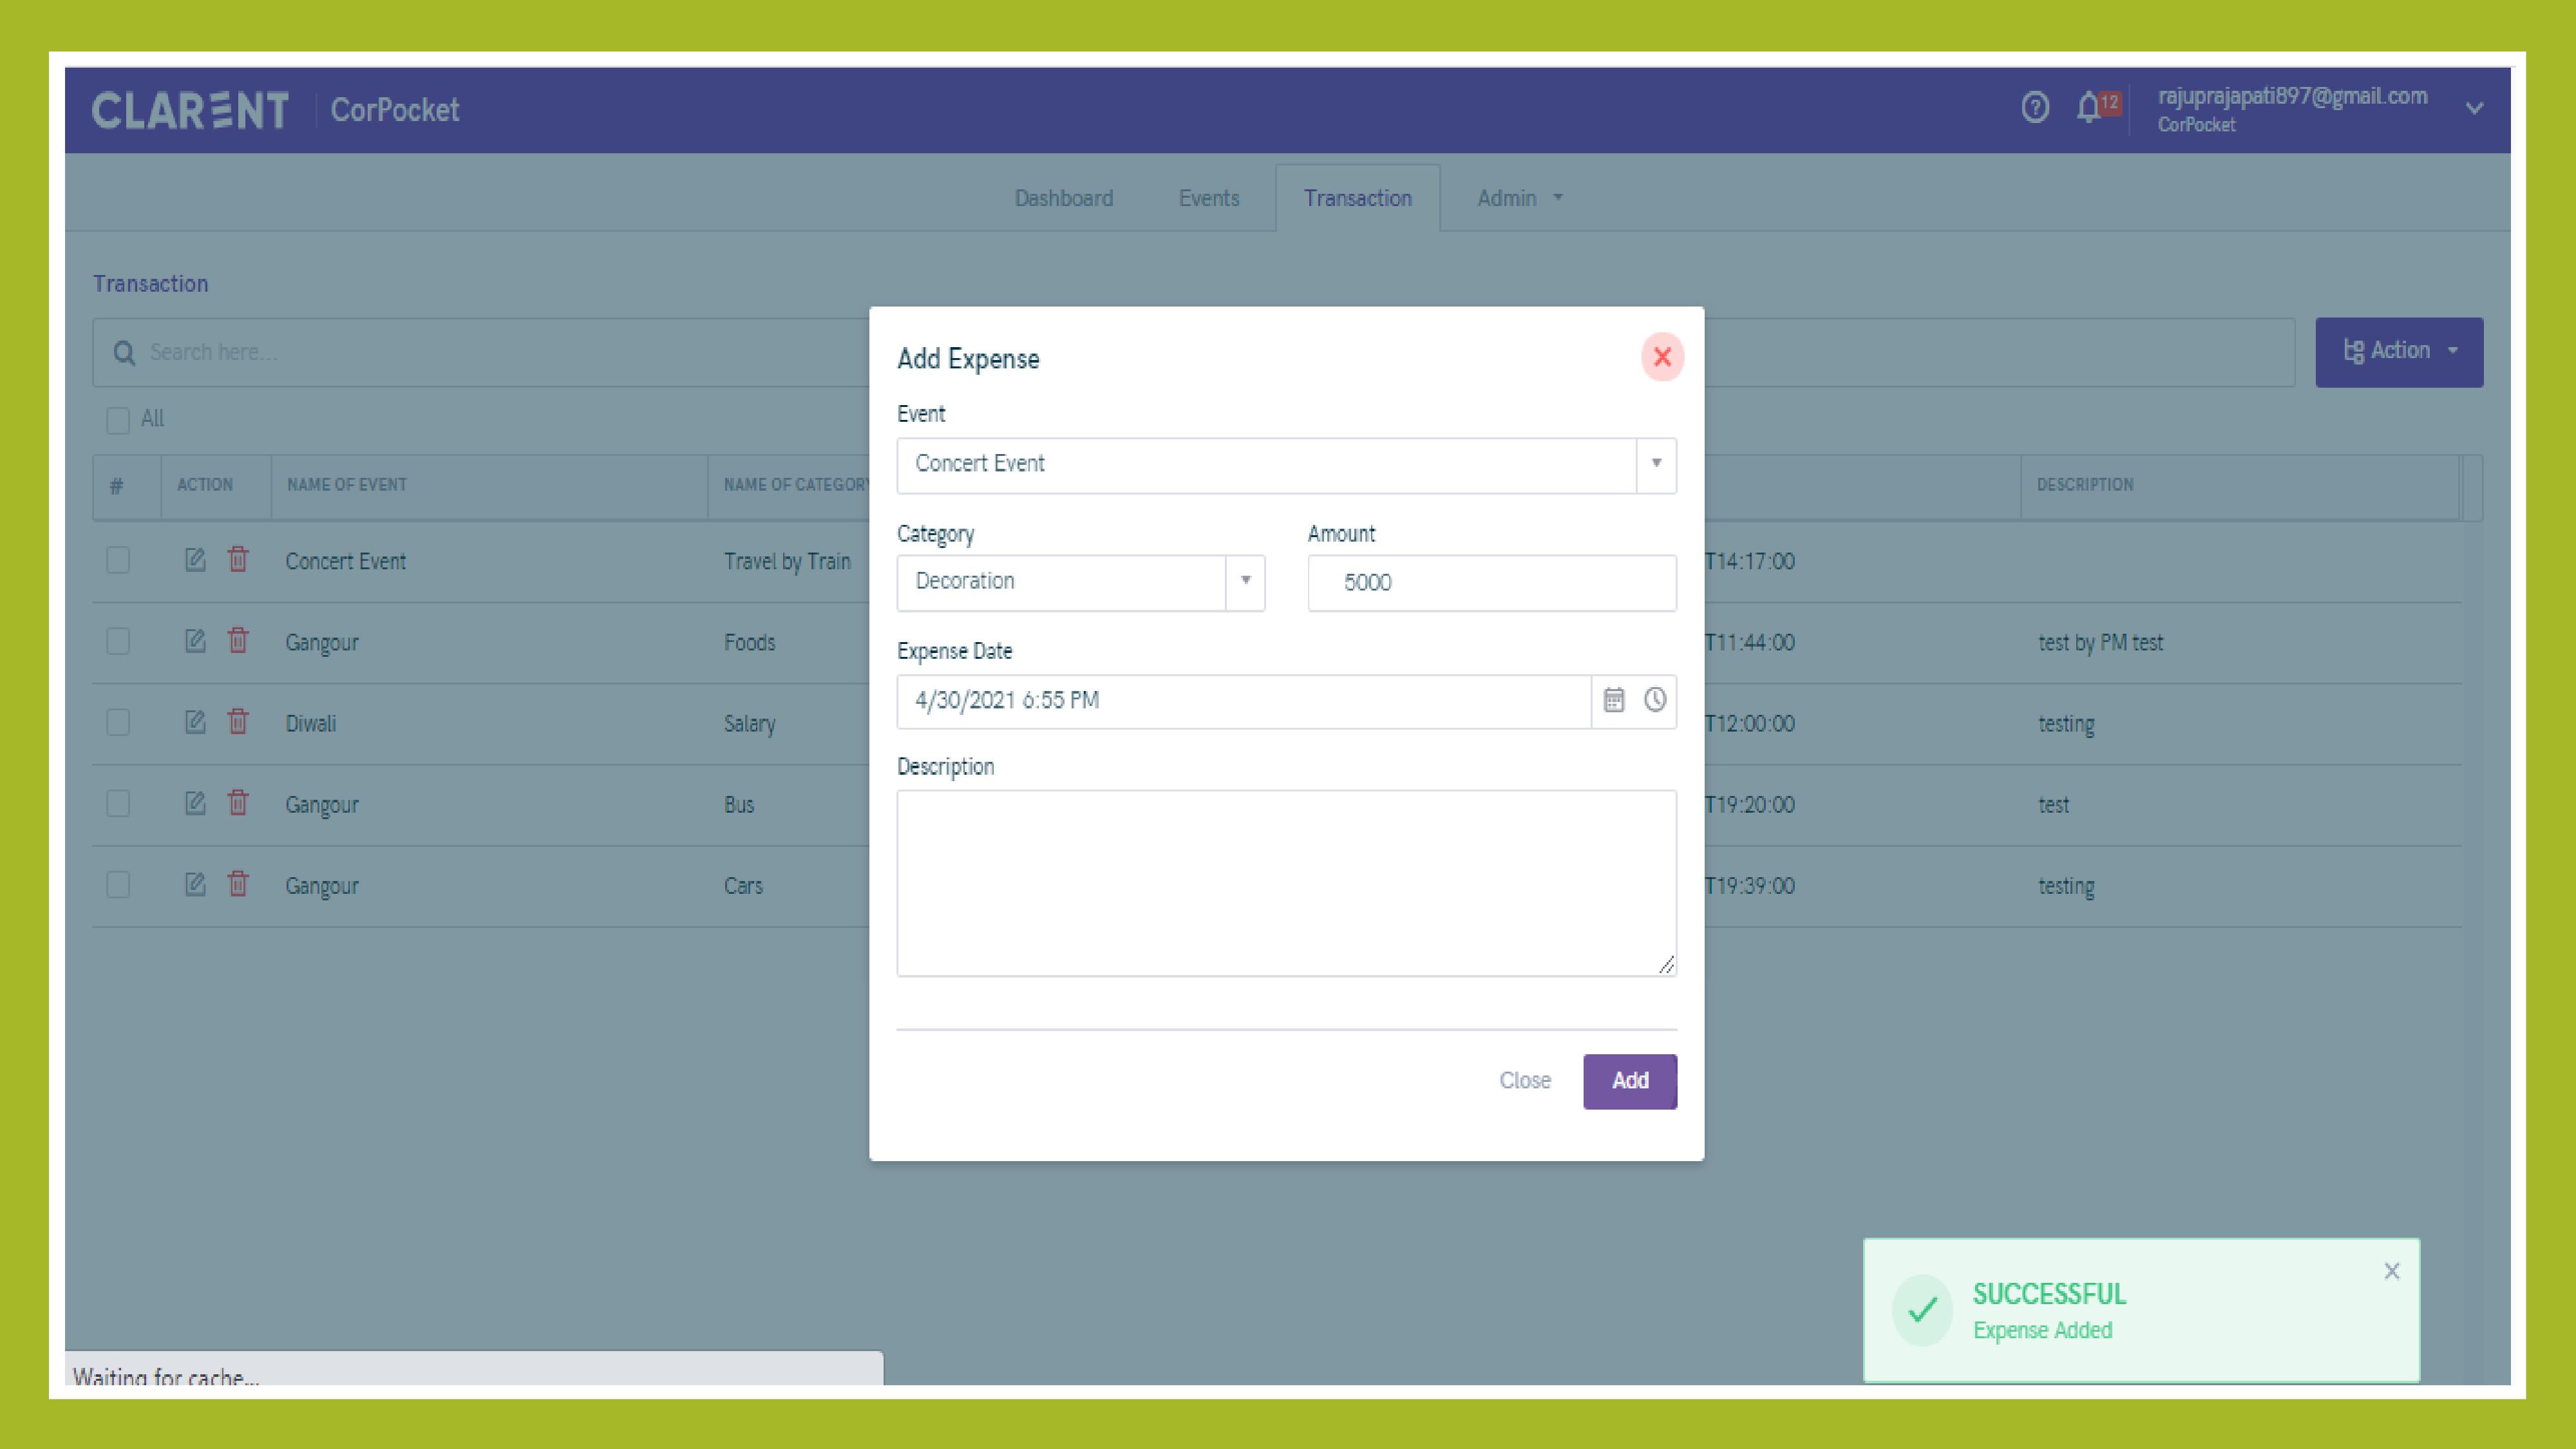 CLARENT CorPocket
12
rajuprajapati897@gmail.com
CorPocket
Dashboard Events Transaction Admin
Transaction
Search here...
Action
All
# ACTION NAME OF EVENT NAME OF CATEGORY DESCRIPTION
Concert Event Travel by Train T14:17:00
Gangour Foods T11:44:00 test by PM test
Diwali Salary T12:00:00 testing
Gangour Bus T19:20:00 test
Gangour Cars T19:39:00 testing
Add Expense
Event
Concert Event
Category Amount
Decoration 5000
Expense Date
4/30/2021 6:55 PM
Description
Close Add
SUCCESSFUL
Expense Added
Waiting for cache...